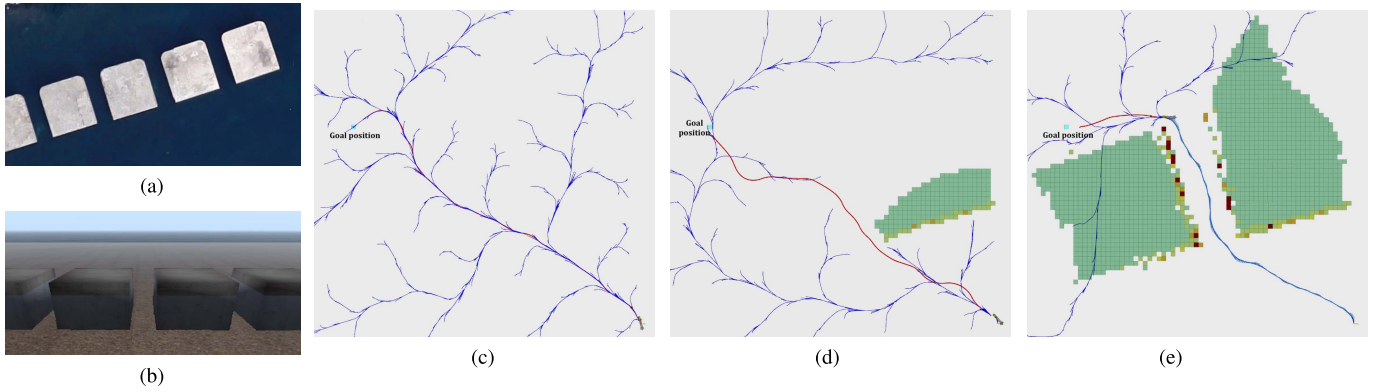 (a)
(b)
Goal position
(c)
Goal
position
(d)
Goal position
(e)